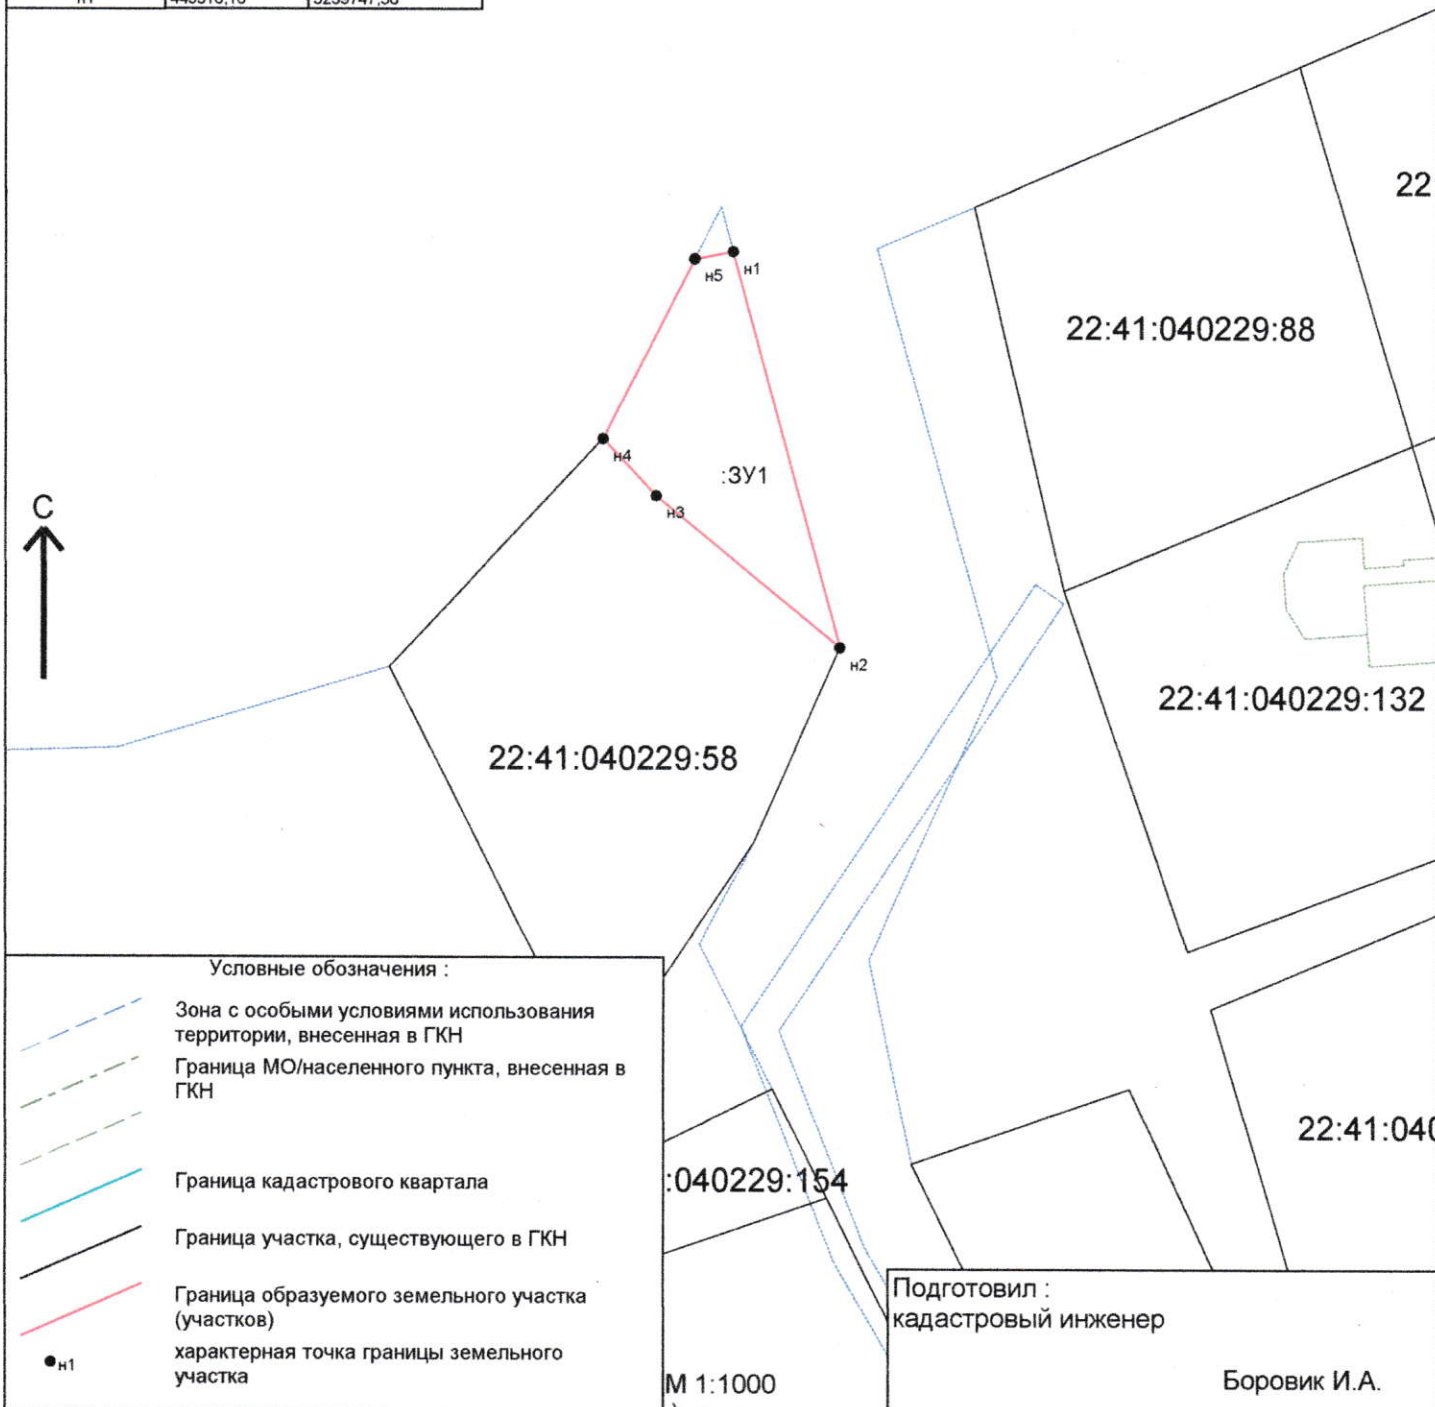 22:
22:41:040229:88
н5
н1
н4
:ЗУ1
н3
С
н2
22:41:040229:132
22:41:040229:58
Условные обозначения :
Зона с особыми условиями использования
территории, внесенная в ГКН
Граница МО/населенного пункта, внесенная в
ГКН
22:41:040
Граница кадастрового квартала
:040229:154
Граница участка, существующего в ГКН
Граница образуемого земельного участка
(участков)
н1
характерная точка границы земельного
участка
М 1:1000
Подготовил :
кадастровый инженер
Боровик И.А.